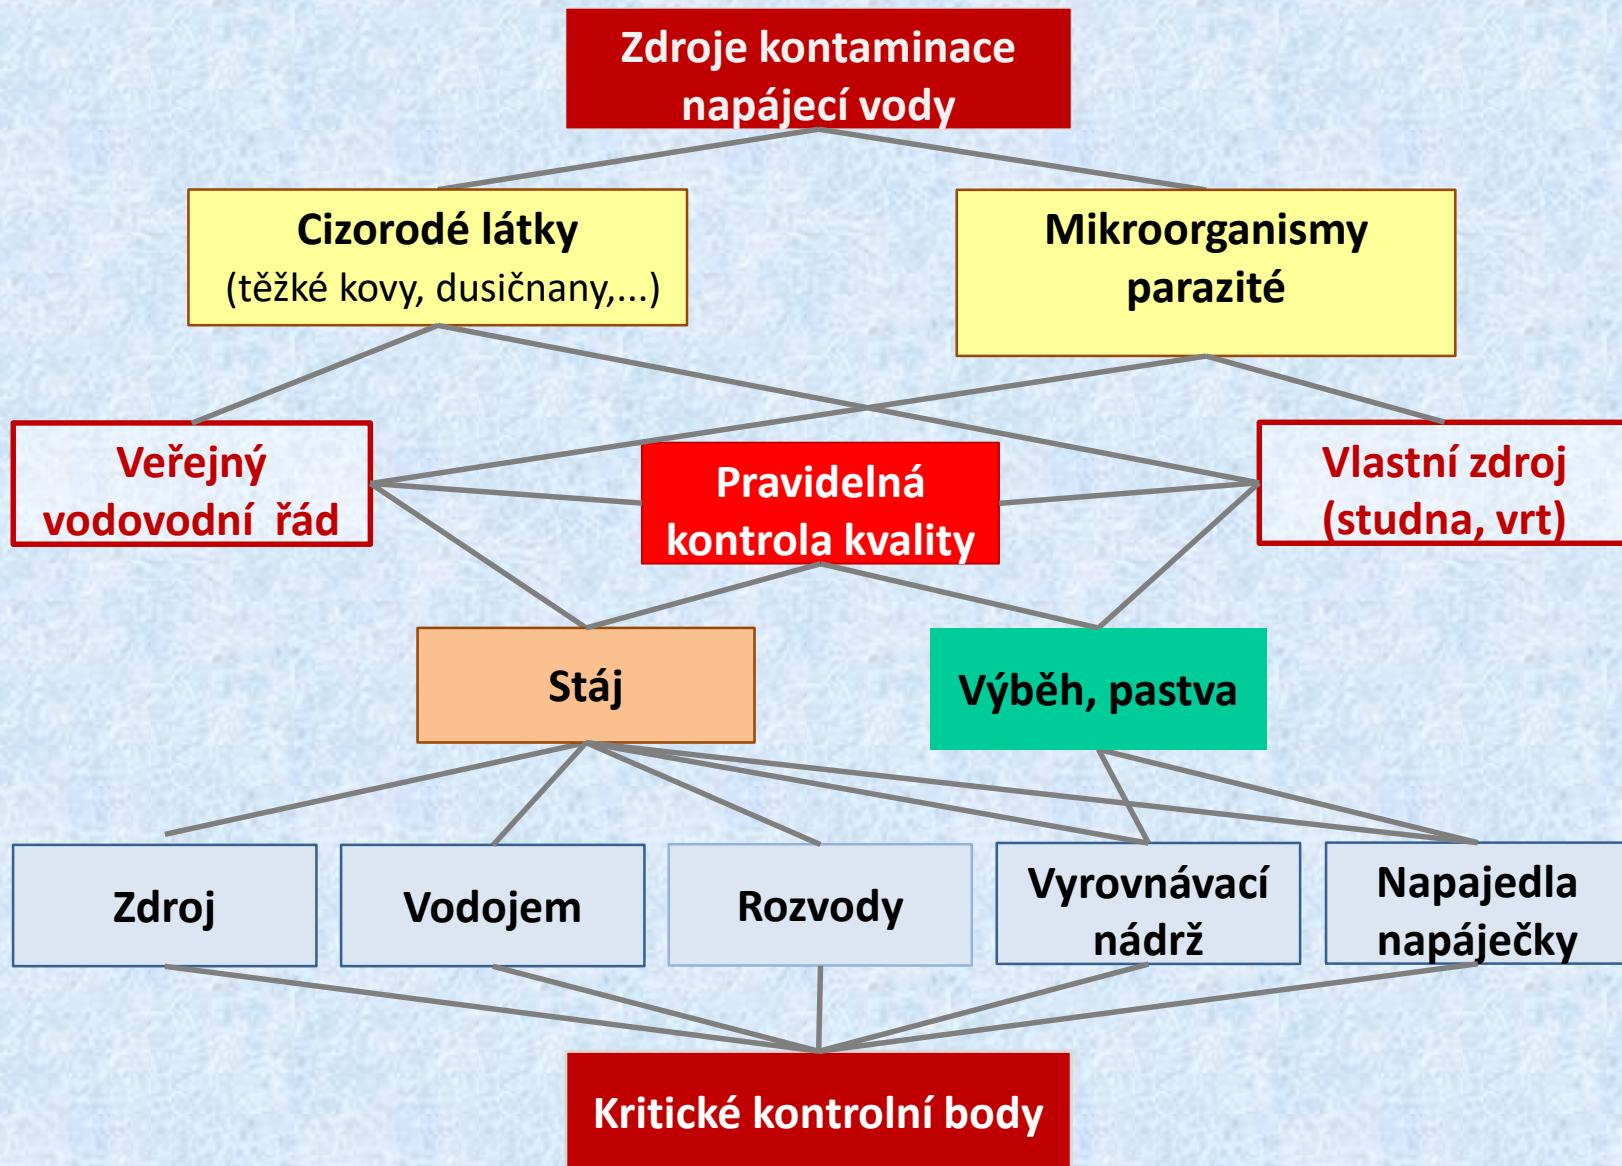 Zdroje kontaminace
napájecí vody
Cizorodé látky
(těžké kovy, dusičnany,...)
Mikroorganismy
parazité
Veřejný
vodovodní  řád
Pravidelná
kontrola kvality
Vlastní zdroj
(studna, vrt)
Stáj
Výběh, pastva
Zdroj
Vodojem
Rozvody
Vyrovnávací
nádrž
Napajedla
napáječky
Kritické kontrolní body